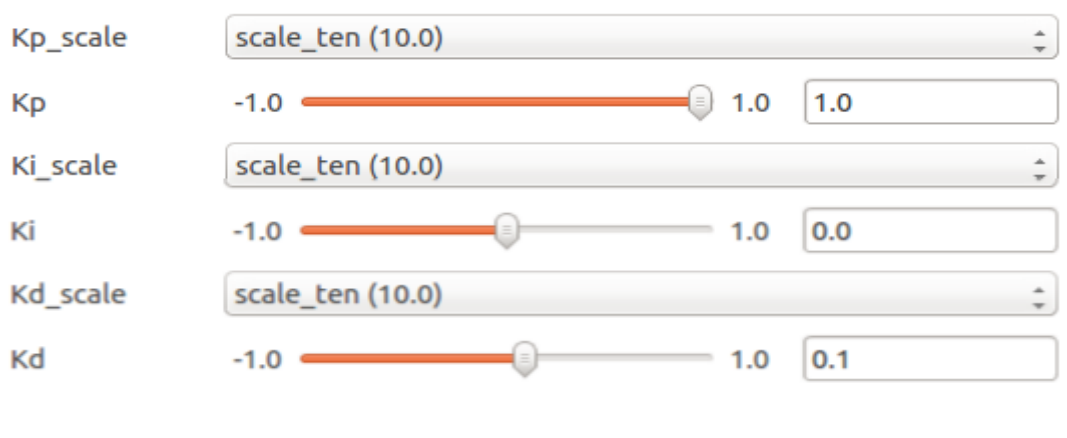 Kp_scale scale_ten (10.0)
Kp -1.0 1.0 1.0
Ki_scale scale_ten (10.0)
Ki -1.0 1.0 0.0
Kd_scale scale_ten (10.0)
Kd -1.0 1.0 0.1